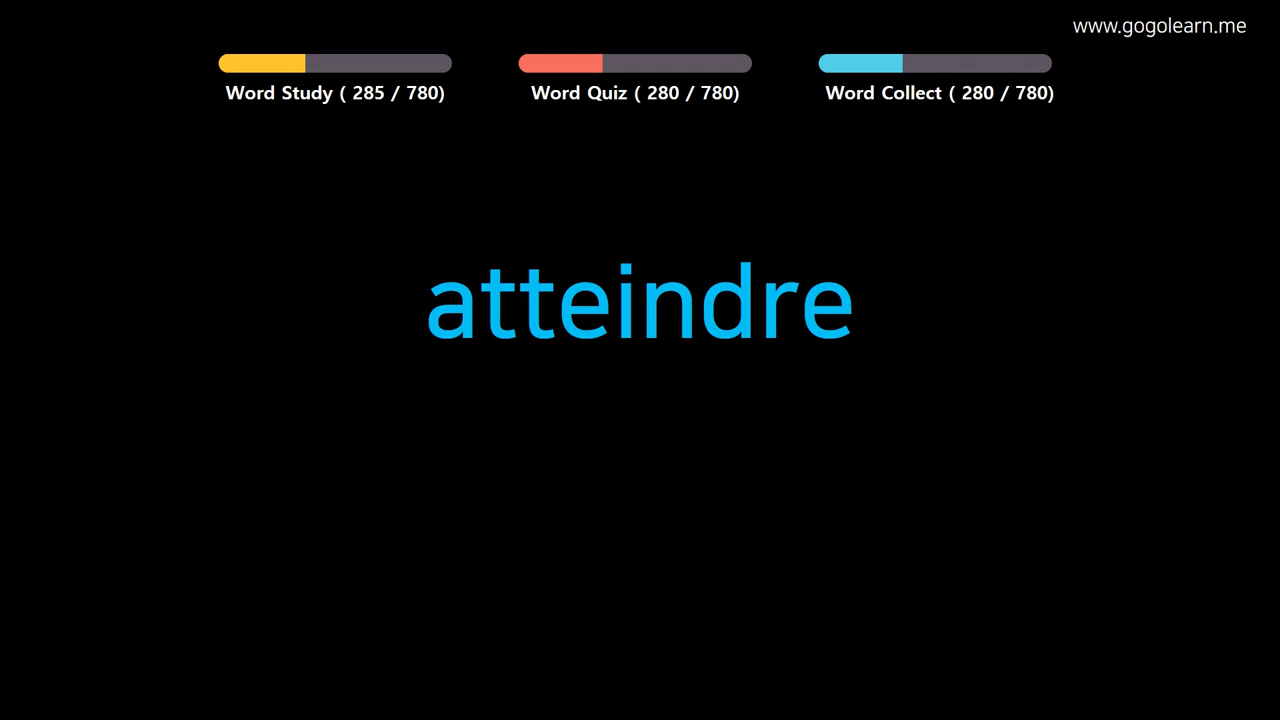 www.gogolearn.me
Word Study ( 285 / 780)
Word Quiz ( 280 / 780)
Word Collect ( 280 / 780)
atteindre